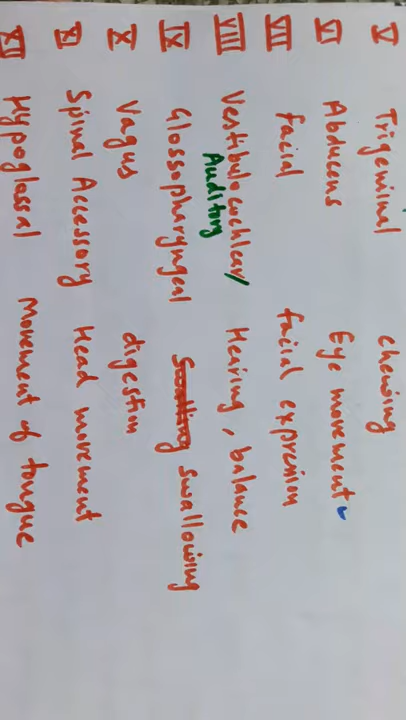 V Trigeminal chewing
VI Abducens Eye movement
VII facial facial expression
VIII Vestibulocochlear/ Hearing, balance
Auditory
IX Glossopharyngeal Swallowing
X Vagus digestion
XI Spinal Accessory Head movement
XII Hypoglossal Movement of tongue